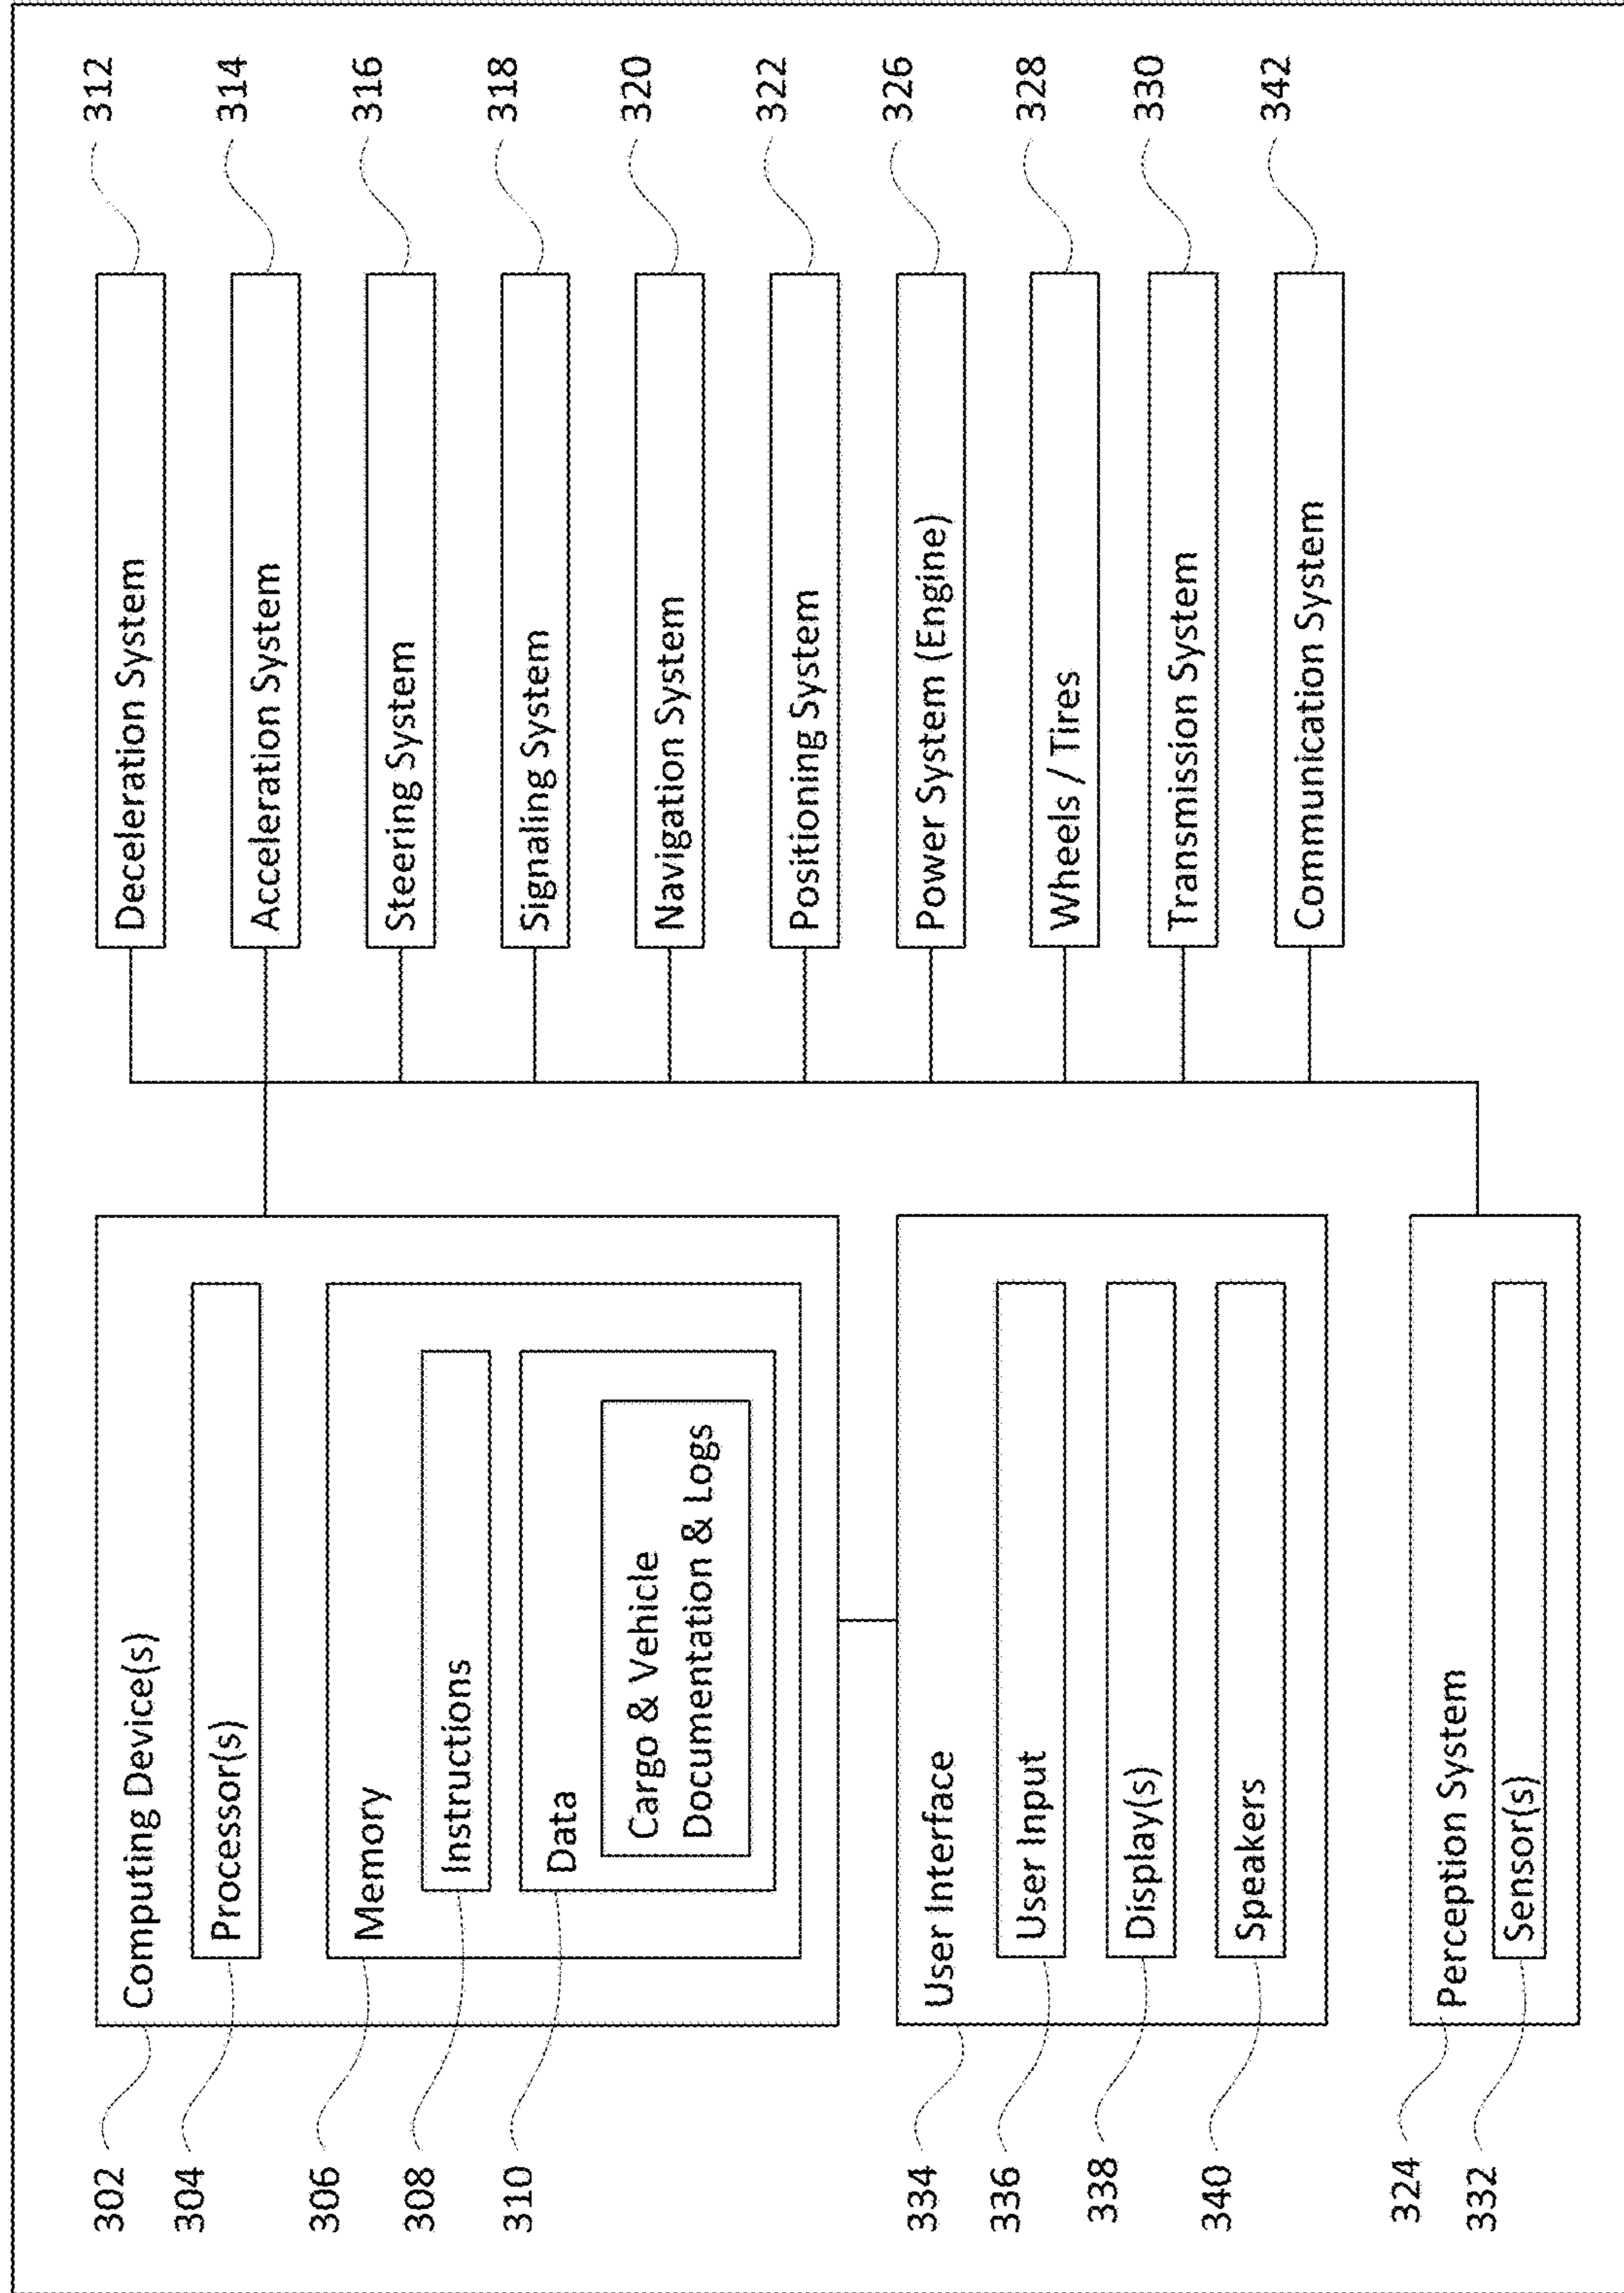 302
Computing Device(s)
304
Processor(s)
306
Memory
308
Instructions
310
Data
Cargo & Vehicle
Documentation & Logs
334
User Interface
336
User Input
338
Display(s)
340
Speakers
324
Perception System
332
Sensor(s)
Deceleration System
312
Acceleration System
314
Steering System
316
Signaling System
318
Navigation System
320
Positioning System
322
Power System (Engine)
326
Wheels / Tires
328
Transmission System
330
Communication System
342